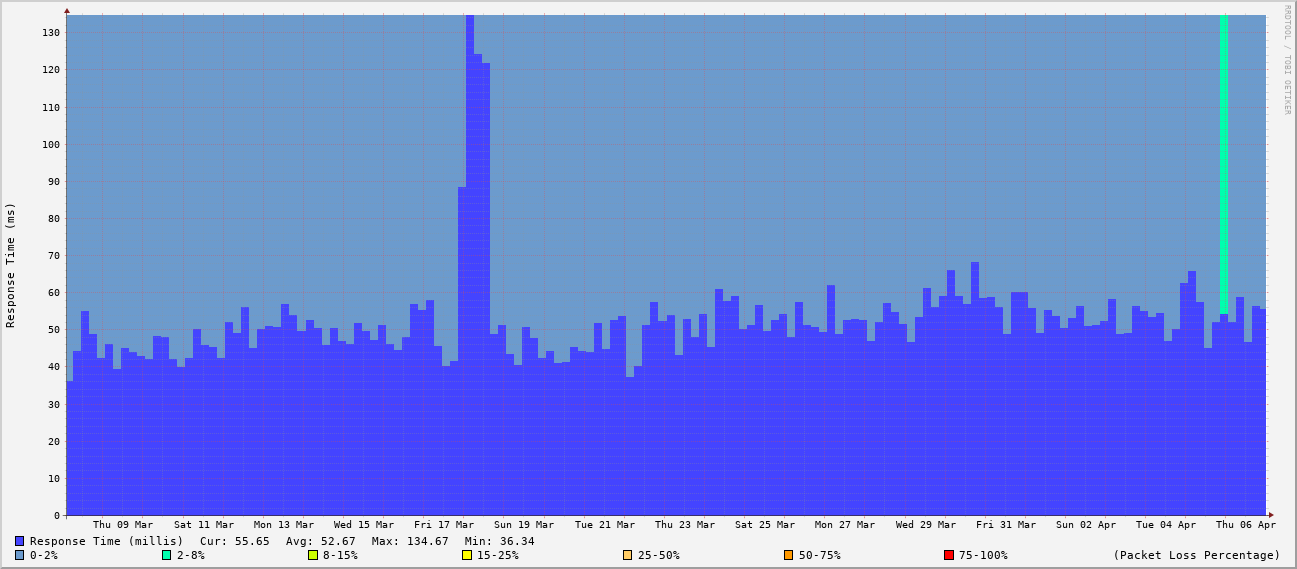 RRDTOOL / TOBI OETIKER
Response Time (ms)
130
120
110
100
90
80
70
60
50
40
30
20
10
0
Thu 09 Mar Sat 11 Mar Mon 13 Mar Wed 15 Mar Fri 17 Mar Sun 19 Mar Tue 21 Mar Thu 23 Mar Sat 25 Mar Mon 27 Mar Wed 29 Mar Fri 31 Mar Sun 02 Apr Tue 04 Apr Thu 06 Apr
Response Time (millis) Cur: 55.65 Avg: 52.67 Max: 134.67 Min: 36.34
0-2% 2-8% 8-15% 15-25% 25-50% 50-75% 75-100% (Packet Loss Percentage)